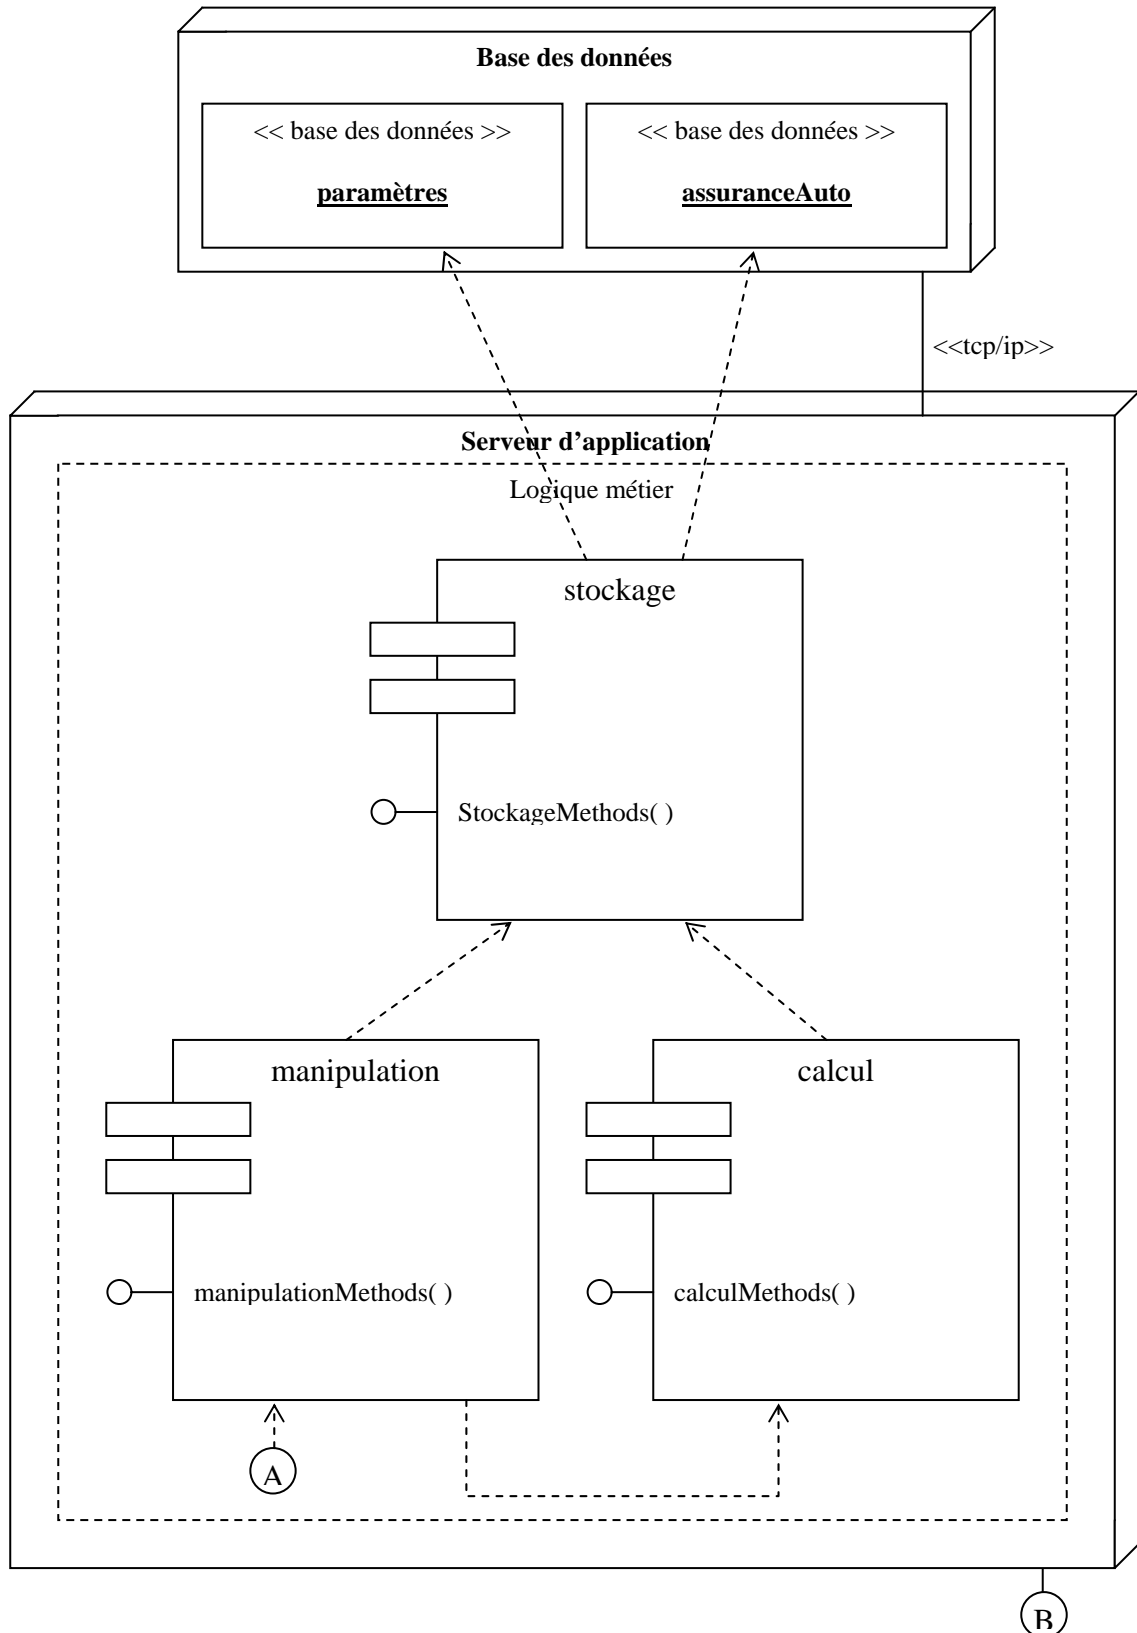 Base des données
<< base des données >>
paramètres
<< base des données >>
assuranceAuto
<<tcp/ip>>
Serveur d’application
Logique métier
stockage
StockageMethods( )
manipulation
manipulationMethods( )
calcul
calculMethods( )
A
B